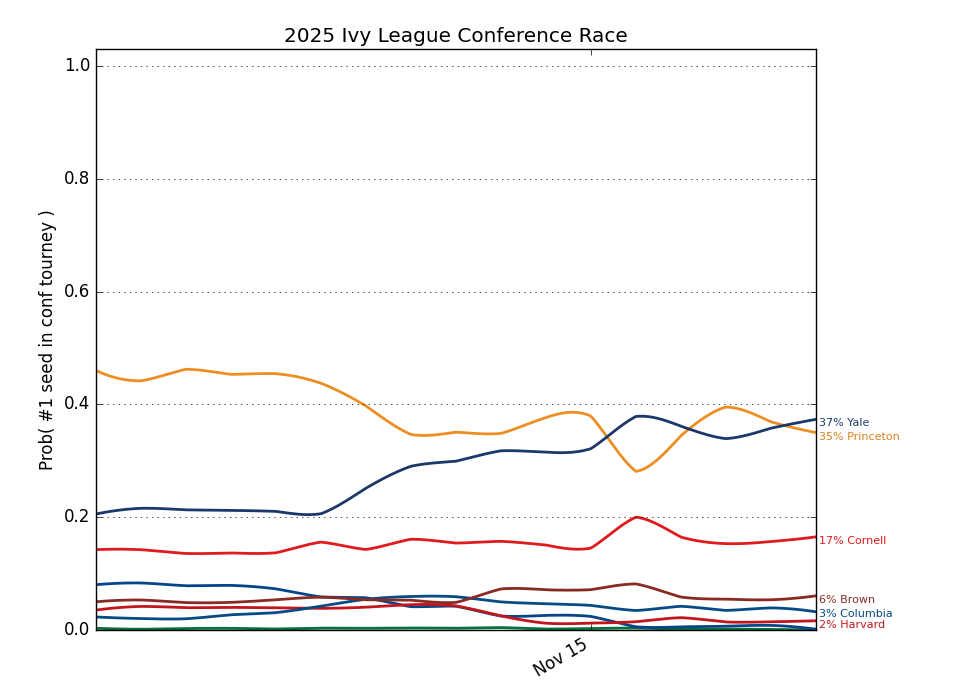 2025 Ivy League Conference Race
Prob( #1 seed in conf tourney )
1.0
0.8
0.6
0.4
0.2
0.0
Nov 15
37% Yale
35% Princeton
17% Cornell
6% Brown
3% Columbia
2% Harvard